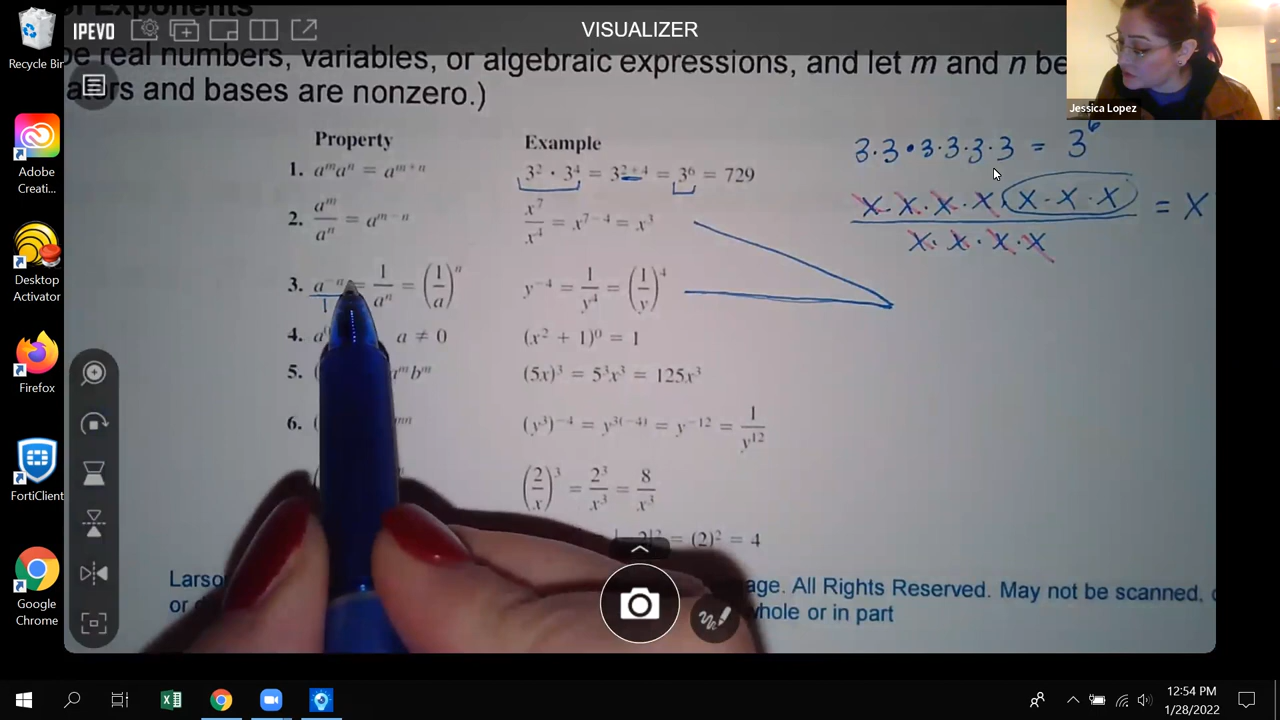 Recycle Bin
IPEVO
VISUALIZER
of Exponents
be real numbers, variables, or algebraic expressions, and let m and n be
ators and bases are nonzero.)
Jessica Lopez
Property Example
1. aᵐaⁿ = aᵐ⁺ⁿ 3² · 3⁴ = 3²⁺⁴ = 3⁶ = 729
3·3·3·3·3·3 = 3⁶
2. aᵐ/aⁿ = aᵐ⁻ⁿ x⁷/x⁴ = x⁷⁻⁴ = x³
x·x·x·x·x·x·x / x·x·x·x = x
3. a⁻ⁿ/1 = 1/aⁿ = (1/a)ⁿ y⁻⁴ = 1/y⁴ = (1/y)⁴
4. a a ≠ 0 (x² + 1)⁰ = 1
5. ( aᵐbᵐ (5x)³ = 5³x³ = 125x³
6. ( (y³)⁻⁴ = y³⁽⁻⁴⁾ = y⁻¹² = 1/y¹²
(2/x)³ = 2³/x³ = 8/x³
= (2)² = 4
age. All Rights Reserved. May not be scanned,
whole or in part
Adobe
Creati...
Desktop
Activator
Firefox
FortiClient
Google
Chrome
12:54 PM
1/28/2022